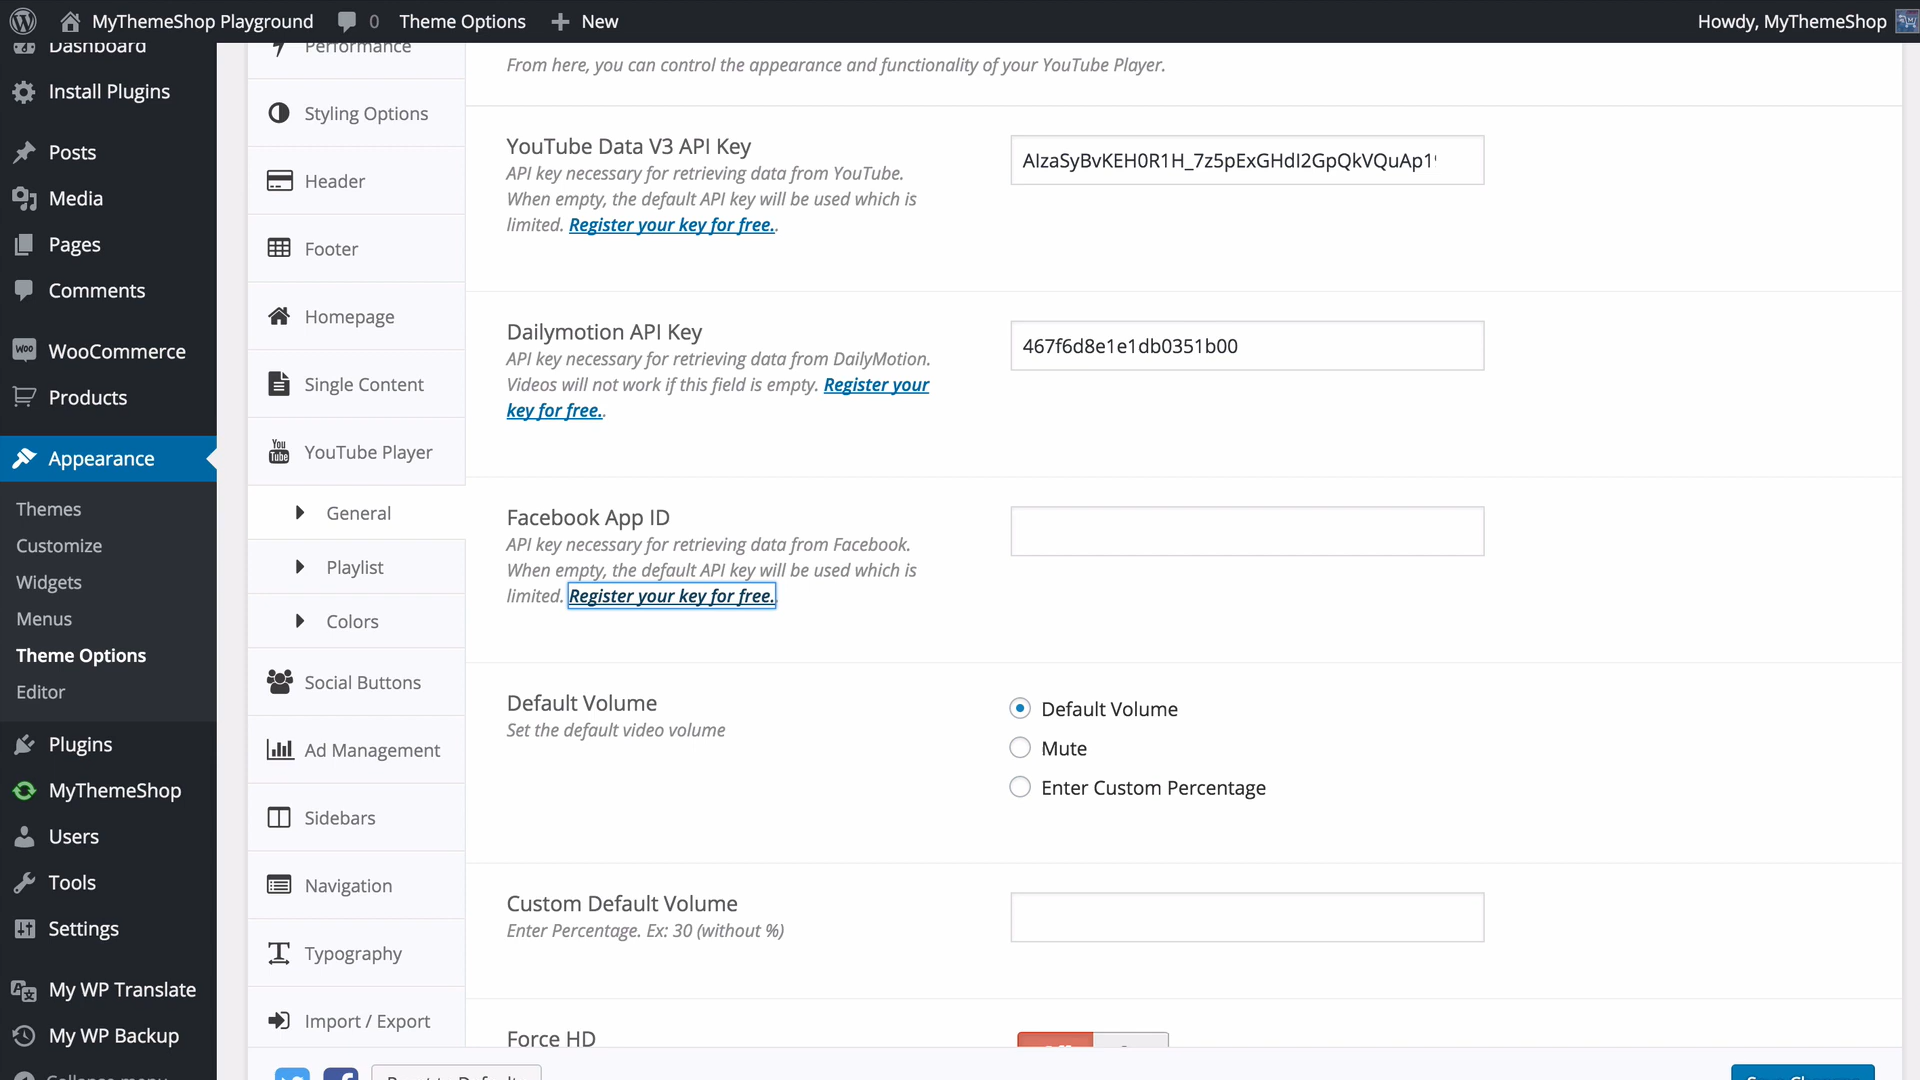 MyThemeShop Playground
0
Theme Options
New
Howdy, MyThemeShop
Dashboard
Install Plugins
Posts
Media
Pages
Comments
WooCommerce
Products
Appearance
Themes
Customize
Widgets
Menus
Theme Options
Editor
Plugins
MyThemeShop
Users
Tools
Settings
My WP Translate
My WP Backup
Collapse menu
Performance
Styling Options
Header
Footer
Homepage
Single Content
YouTube Player
General
Playlist
Colors
Social Buttons
Ad Management
Sidebars
Navigation
Typography
Import / Export
From here, you can control the appearance and functionality of your YouTube Player.
YouTube Data V3 API Key
API key necessary for retrieving data from YouTube.
When empty, the default API key will be used which is
limited. Register your key for free..
AIzaSyBvKEH0R1H_7z5pExGHdI2GpQkVQuAp1
Dailymotion API Key
API key necessary for retrieving data from DailyMotion.
Videos will not work if this field is empty. Register your
key for free..
467f6d8e1e1db0351b00
Facebook App ID
API key necessary for retrieving data from Facebook.
When empty, the default API key will be used which is
limited. Register your key for free..
Default Volume
Set the default video volume
Default Volume
Mute
Enter Custom Percentage
Custom Default Volume
Enter Percentage. Ex: 30 (without %)
Force HD